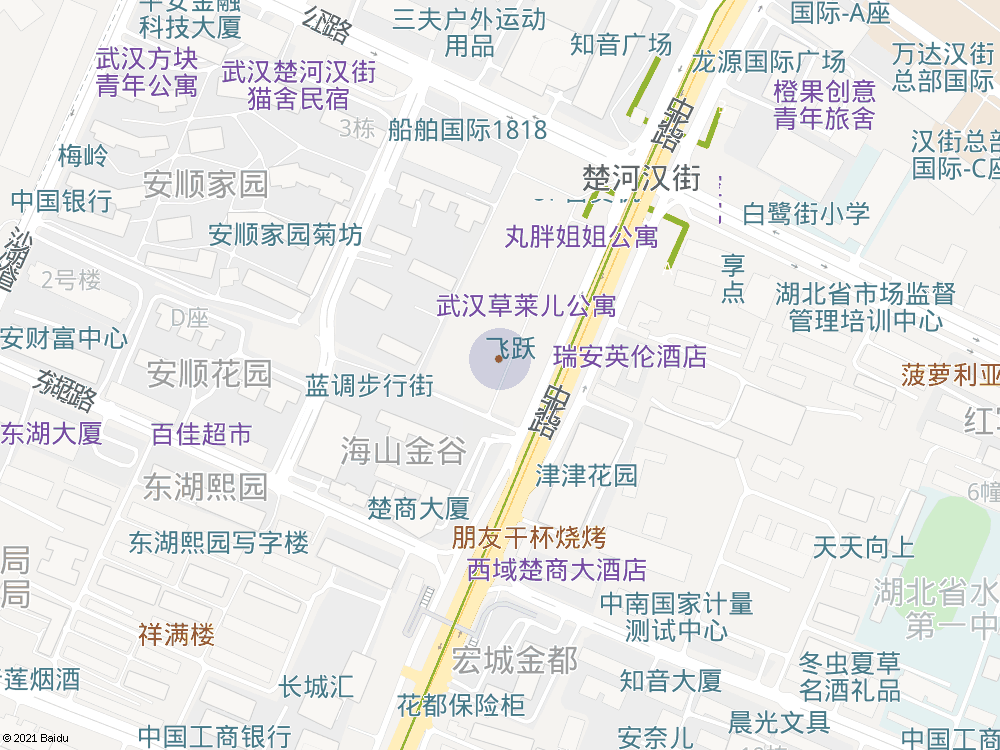 平安金融
科技大厦
公路
三夫户外运动
用品
知音广场
国际-A座
龙源国际广场
万达汉街
总部国际
武汉方块
青年公寓
武汉楚河汉街
猫舍民宿
橙果创意
青年旅舍
3栋
船舶国际1818
中北路
汉街总部
国际-C座
梅岭
安顺家园
楚河汉街
中国银行
白鹭街小学
安顺家园菊坊
丸胖姐姐公寓
沙湖省
2号楼
享
点
湖北省市场监督
管理培训中心
武汉草莱儿公寓
D座
安财富中心
飞跃
瑞安英伦酒店
安顺花园
蓝调步行街
菠萝利亚
东湖路
中北路
红
东湖大厦
百佳超市
海山金谷
津津花园
东湖熙园
6幢
楚商大厦
朋友干杯烧烤
东湖熙园写字楼
天天向上
局
局
西域楚商大酒店
湖北省水
第一中
中南国家计量
测试中心
祥满楼
宏城金都
冬虫夏草
名酒礼品
莲烟酒
长城汇
知音大厦
花都保险柜
晨光文具
中国工商银行
安奈儿
中国工商银
© 2021 Baidu